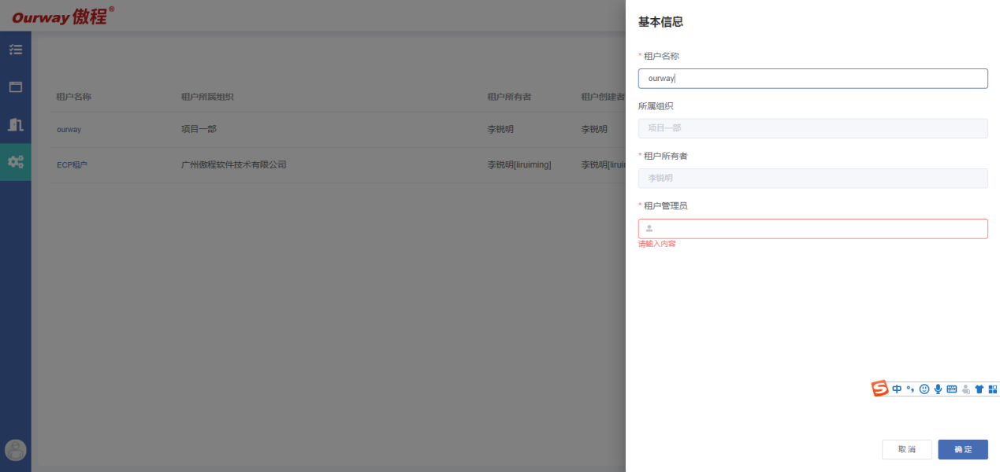 Ourway 傲程®
租户名称 租户所属组织 租户所有者 租户创建者
ourway 项目一部 李锐明 李锐明
ECP租户 广州傲程软件技术有限公司 李锐明[liruiming] 李锐明[lirui
基本信息
* 租户名称
ourway
所属组织
项目一部
* 租户所有者
李锐明
* 租户管理员
请输入内容
中
取消 确定